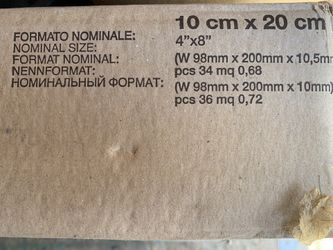 FORMATO NOMINALE: 10 cm x 20 cm
NOMINAL SIZE: 4"x8"
FORMAT NOMINAL: (W 98mm x 200mm x 10,5mm
NENNFORMAT: pcs 34 mq 0,68
НОМИНАЛЬНЫЙ ФОРМАТ: (W 98mm x 200mm x 10mm)
pcs 36 mq 0,72